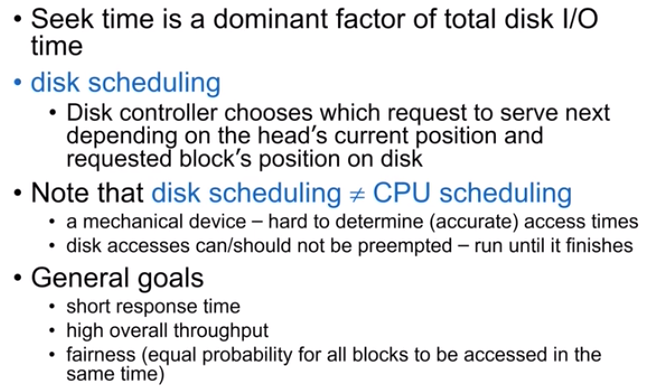 • Seek time is a dominant factor of total disk I/O
time
• disk scheduling
• Disk controller chooses which request to serve next
depending on the head's current position and
requested block's position on disk
• Note that disk scheduling ≠ CPU scheduling
• a mechanical device – hard to determine (accurate) access times
• disk accesses can/should not be preempted – run until it finishes
• General goals
• short response time
• high overall throughput
• fairness (equal probability for all blocks to be accessed in the
same time)